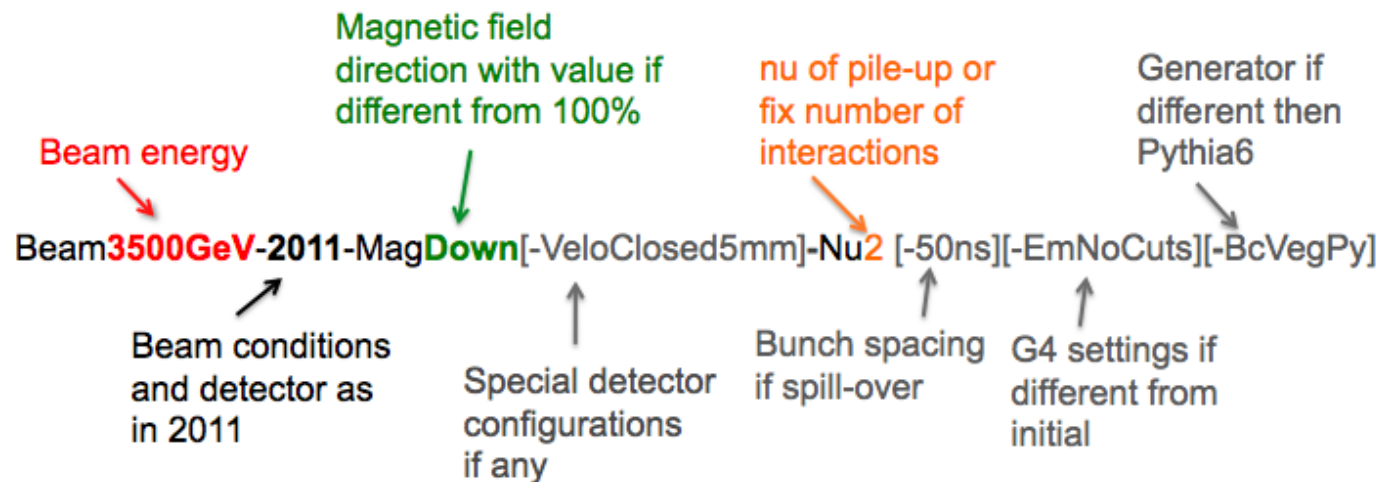 Magnetic field
direction with value if
different from 100%
nu of pile-up or
fix number of
interactions
Generator if
different then
Pythia6
Beam energy
Beam3500GeV-2011-MagDown[-VeloClosed5mm]-Nu2 [-50ns][-EmNoCuts][-BcVegPy]
Beam conditions
and detector as
in 2011
Special detector
configurations
if any
Bunch spacing
if spill-over
G4 settings if
different from
initial